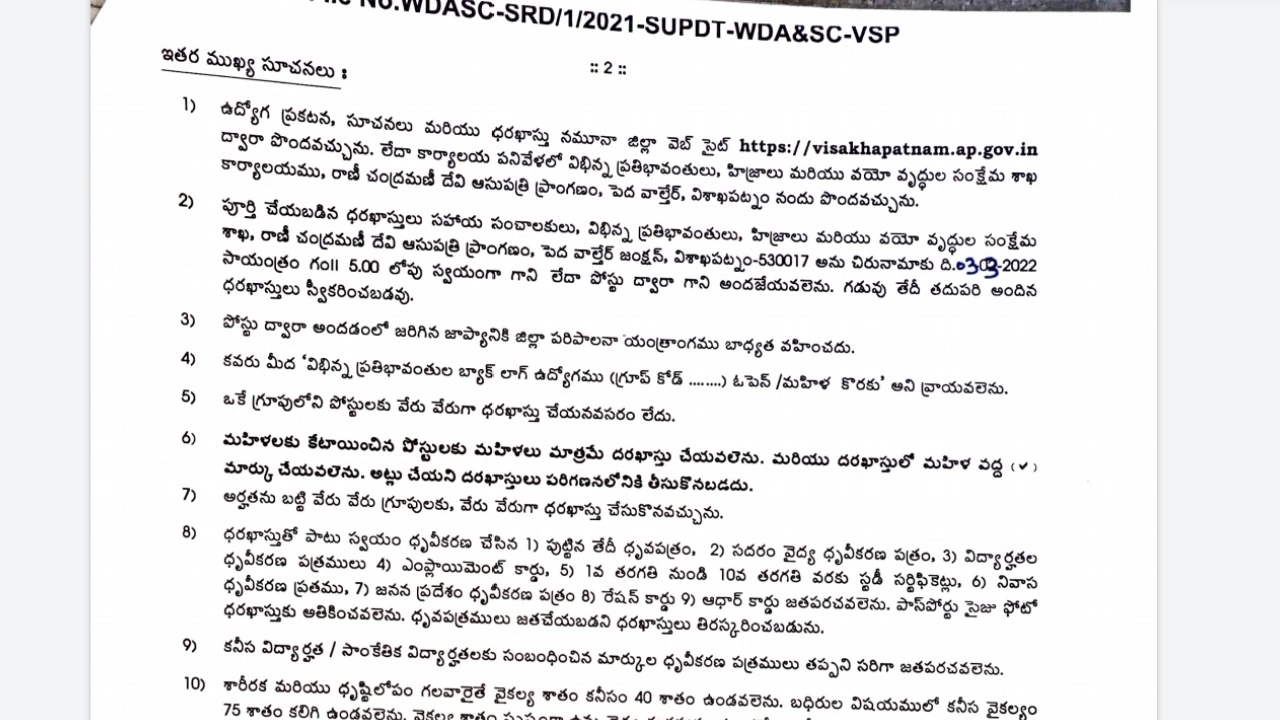 No.WDASC-SRD/1/2021-SUPDT-WDA&SC-VSP
ఇతర ముఖ్య సూచనలు :
:: 2 ::
1) ఉద్యోగ ప్రకటన, సూచనలు మరియు ధరఖాస్తు నమూనా జిల్లా వెబ్ సైట్ https://visakhapatnam.ap.gov.in
ద్వారా పొందవచ్చును. లేదా కార్యాలయ పనివేళలో విభిన్న ప్రతిభావంతులు, హిజ్రాలు మరియు వయో వృద్ధుల సంక్షేమ శాఖ
కార్యాలయము, రాణీ చంద్రమణీ దేవి ఆసుపత్రి ప్రాంగణం, పెద వాల్తేర్, విశాఖపట్నం నందు పొందవచ్చును.
2) పూర్తి చేయబడిన ధరఖాస్తులు సహాయ సంచాలకులు, విభిన్న ప్రతిభావంతులు, హిజ్రాలు మరియు వయో వృద్ధుల సంక్షేమ
శాఖ, రాణీ చంద్రమణీ దేవి ఆసుపత్రి ప్రాంగణం, పెద వాల్తేర్ జంక్షన్, విశాఖపట్నం-530017 అను చిరునామాకు ది.03-03-2022
సాయంత్రం గం॥ 5.00 లోపు స్వయంగా గాని లేదా పోస్టు ద్వారా గాని అందజేయవలెను. గడువు తేదీ తదుపరి అందిన
ధరఖాస్తులు స్వీకరించబడవు.
3) పోస్టు ద్వారా అందడంలో జరిగిన జాప్యానికి జిల్లా పరిపాలనా యంత్రాంగము బాధ్యత వహించదు.
4) కవరు మీద 'విభిన్న ప్రతిభావంతుల బ్యాక్ లాగ్ ఉద్యోగము (గ్రూప్ కోడ్ ........) ఓపెన్ /మహిళ కొరకు' అని వ్రాయవలెను.
5) ఒకే గ్రూపులోని పోస్టులకు వేరు వేరుగా ధరఖాస్తు చేయనవసరం లేదు.
6) మహిళలకు కేటాయించిన పోస్టులకు మహిళలు మాత్రమే దరఖాస్తు చేయవలెను. మరియు దరఖాస్తులో మహిళ వద్ద (✓)
మార్కు చేయవలెను. అట్లు చేయని దరఖాస్తులు పరిగణనలోనికి తీసుకొనబడదు.
7) అర్హతను బట్టి వేరు వేరు గ్రూపులకు, వేరు వేరుగా ధరఖాస్తు చేసుకొనవచ్చును.
8) ధరఖాస్తుతో పాటు స్వయం ధృవీకరణ చేసిన 1) పుట్టిన తేదీ ధృవపత్రం, 2) సదరం వైద్య ధృవీకరణ పత్రం, 3) విద్యార్హతల
ధృవీకరణ పత్రములు 4) ఎంప్లాయిమెంట్ కార్డు, 5) 1వ తరగతి నుండి 10వ తరగతి వరకు స్టడీ సర్టిఫికెట్లు, 6) నివాస
ధృవీకరణ ప్రతము, 7) జనన ప్రదేశం ధృవీకరణ పత్రం 8) రేషన్ కార్డు 9) ఆధార్ కార్డు జతపరచవలెను. పాస్‌పోర్టు సైజు ఫోటో
ధరఖాస్తుకు అతికించవలెను. ధృవపత్రములు జతచేయబడని ధరఖాస్తులు తిరస్కరించబడును.
9) కనీస విద్యార్హత / సాంకేతిక విద్యార్హతలకు సంబంధించిన మార్కుల ధృవీకరణ పత్రములు తప్పని సరిగా జతపరచవలెను.
10) శారీరక మరియు ధృష్టిలోపం గలవారైతే వైకల్య శాతం కనీసం 40 శాతం ఉండవలెను. బధిరుల విషయములో కనీస వైకల్యం
75 శాతం కలిగి ఉండవలెను.